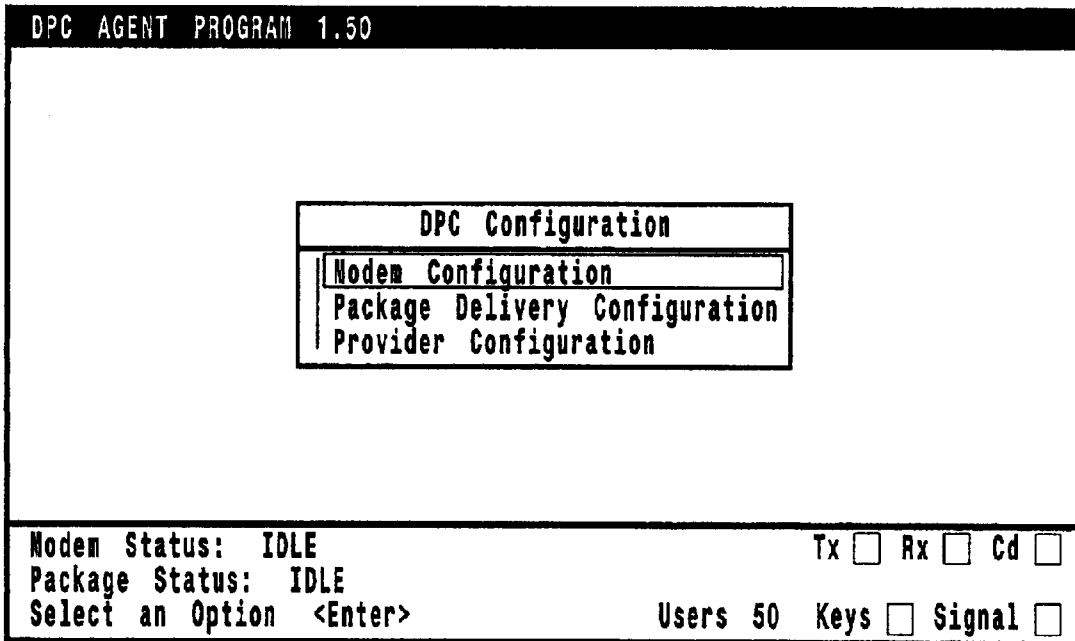 DPC AGENT PROGRAM 1.50
DPC Configuration
Modem Configuration
Package Delivery Configuration
Provider Configuration
Modem Status: IDLE Tx Rx Cd
Package Status: IDLE
Select an Option <Enter> Users 50 Keys Signal